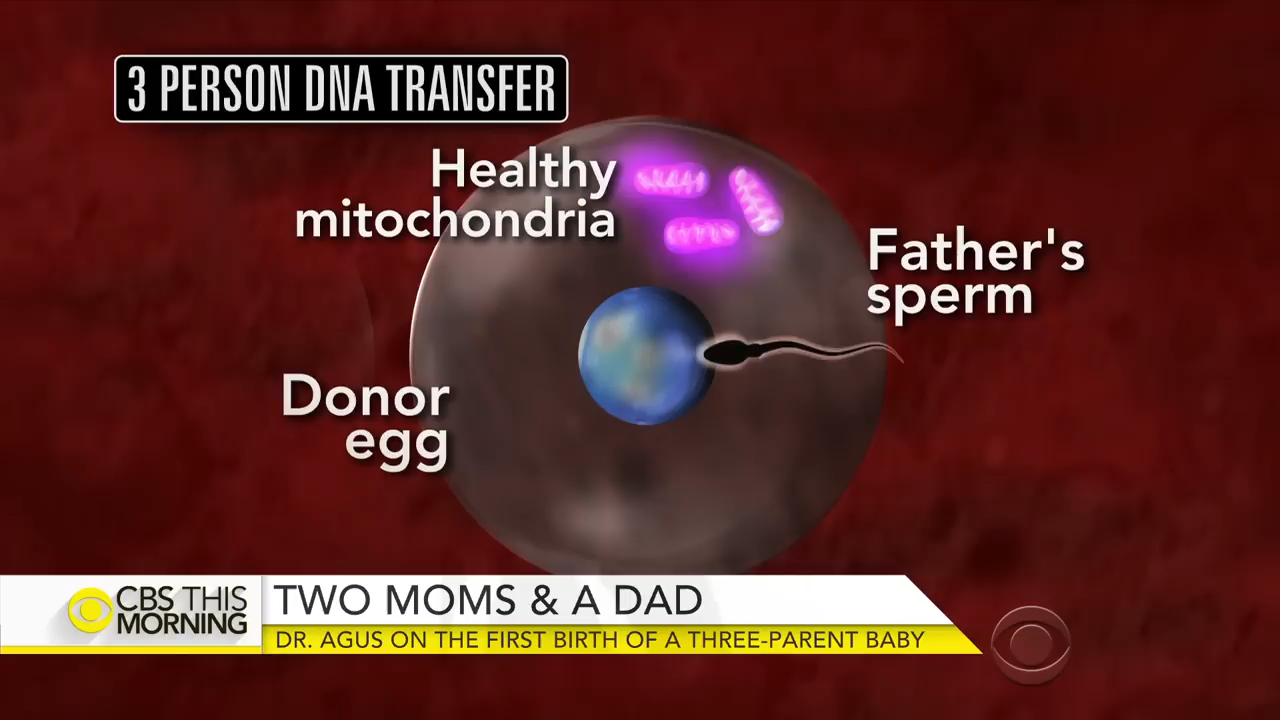 3 PERSON DNA TRANSFER
Healthy
mitochondria
Father's
sperm
Donor
egg
CBS THIS
MORNING
TWO MOMS & A DAD
DR. AGUS ON THE FIRST BIRTH OF A THREE-PARENT BABY